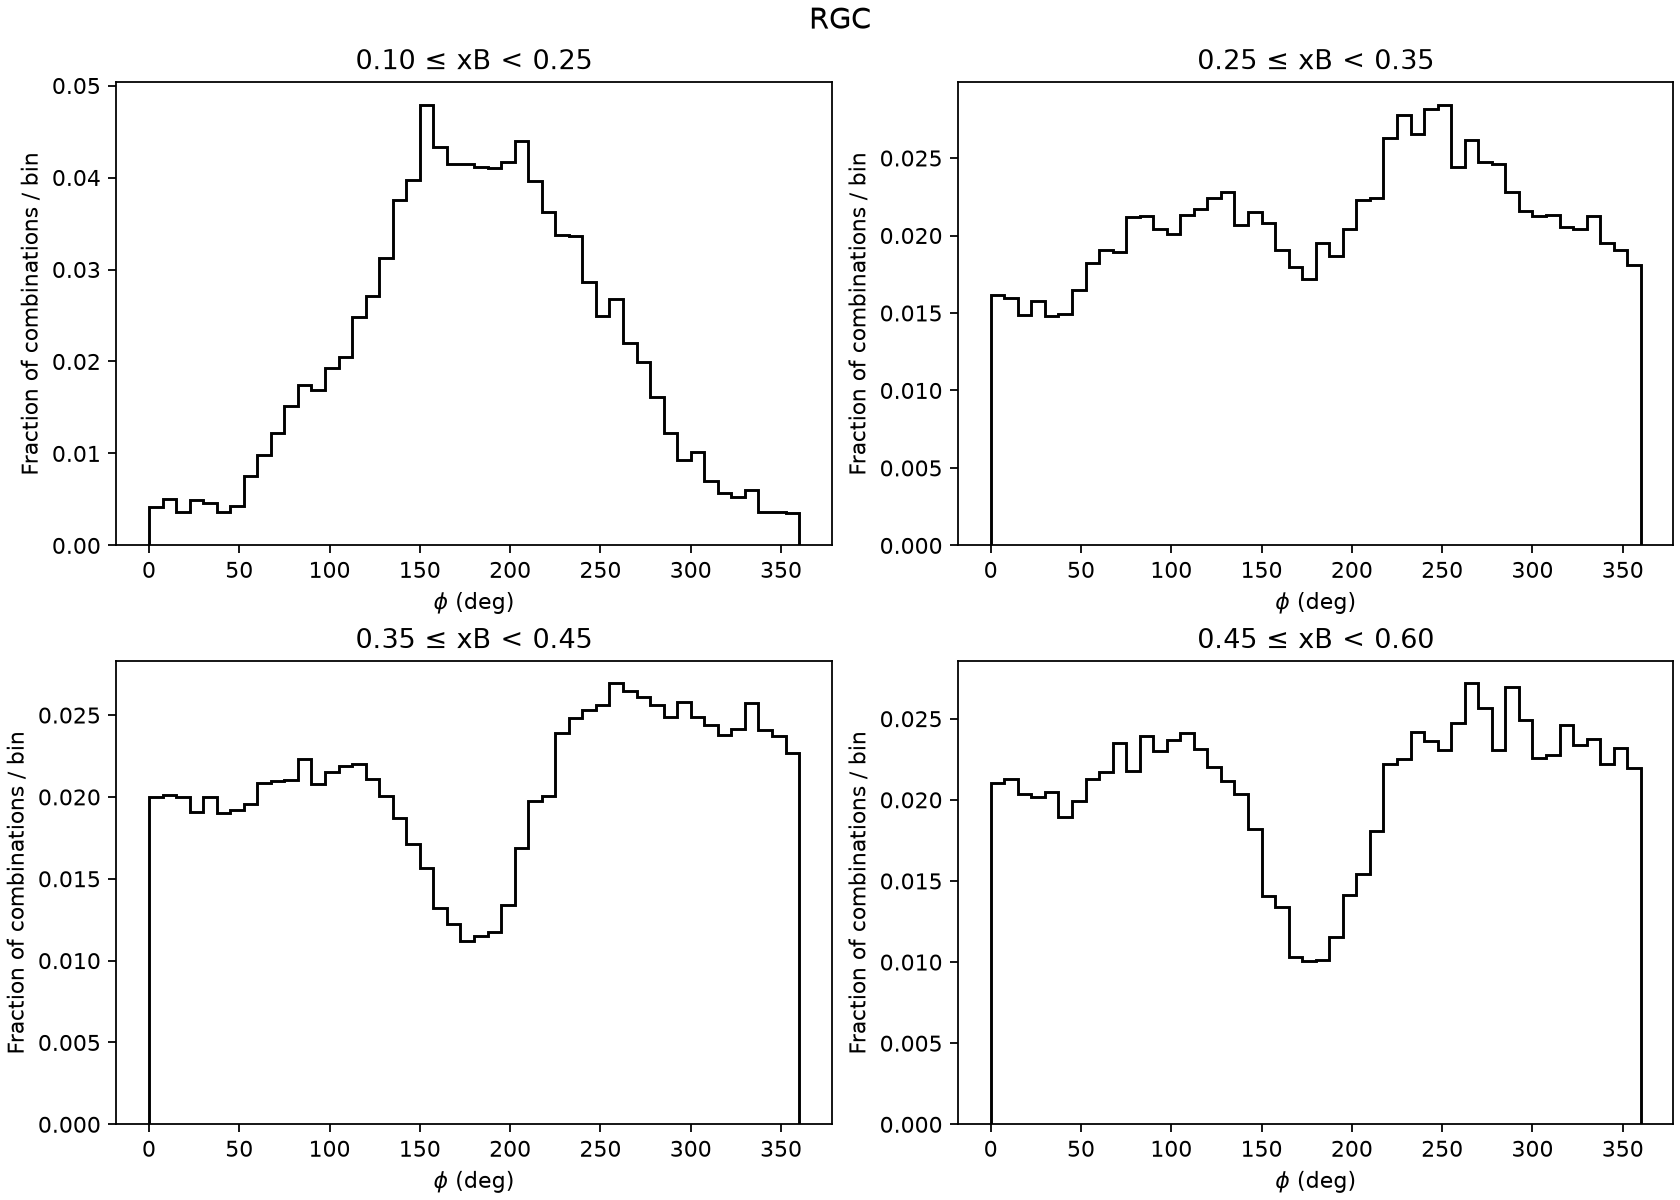 RGC
0.10 ≤ xB < 0.25
Fraction of combinations / bin
0.05
0.04
0.03
0.02
0.01
0.00
0 50 100 150 200 250 300 350
ϕ (deg)
0.25 ≤ xB < 0.35
Fraction of combinations / bin
0.025
0.020
0.015
0.010
0.005
0.000
0 50 100 150 200 250 300 350
ϕ (deg)
0.35 ≤ xB < 0.45
Fraction of combinations / bin
0.025
0.020
0.015
0.010
0.005
0.000
0 50 100 150 200 250 300 350
ϕ (deg)
0.45 ≤ xB < 0.60
Fraction of combinations / bin
0.025
0.020
0.015
0.010
0.005
0.000
0 50 100 150 200 250 300 350
ϕ (deg)